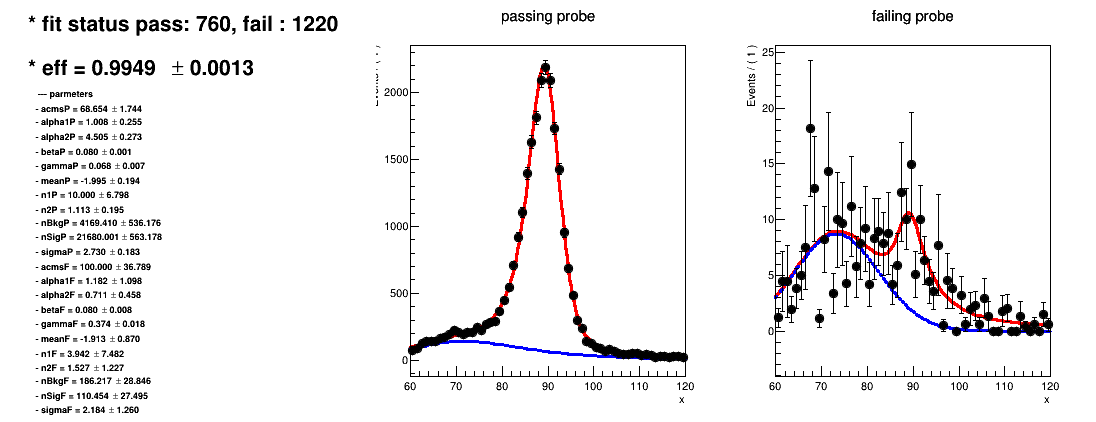 * fit status pass: 760, fail : 1220
* eff = 0.9949 ± 0.0013
--- parmeters
- acmsP = 68.654 ± 1.744
- alpha1P = 1.008 ± 0.255
- alpha2P = 4.505 ± 0.273
- betaP = 0.080 ± 0.001
- gammaP = 0.068 ± 0.007
- meanP = -1.995 ± 0.194
- n1P = 10.000 ± 6.798
- n2P = 1.113 ± 0.195
- nBkgP = 4169.410 ± 536.176
- nSigP = 21680.001 ± 563.178
- sigmaP = 2.730 ± 0.183
- acmsF = 100.000 ± 36.789
- alpha1F = 1.182 ± 1.098
- alpha2F = 0.711 ± 0.458
- betaF = 0.080 ± 0.008
- gammaF = 0.374 ± 0.018
- meanF = -1.913 ± 0.870
- n1F = 3.942 ± 7.482
- n2F = 1.527 ± 1.227
- nBkgF = 186.217 ± 28.846
- nSigF = 110.454 ± 27.495
- sigmaF = 2.184 ± 1.260
passing probe
2000
1500
1000
500
0
60 70 80 90 100 110 120
x
failing probe
Events / ( 1 )
25
20
15
10
5
0
60 70 80 90 100 110 120
x